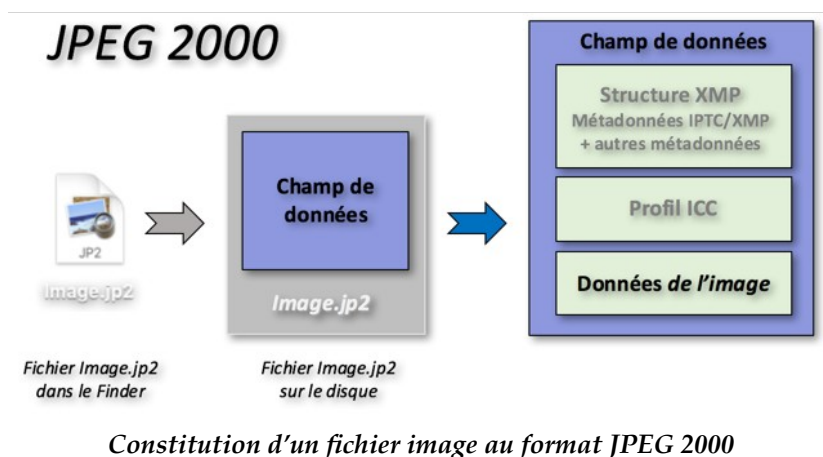 JPEG 2000
JP2
Image.jp2
Fichier Image.jp2
dans le Finder
Champ de
données
Image.jp2
Fichier Image.jp2
sur le disque
Champ de données
Structure XMP
Métadonnées IPTC/XMP
+ autres métadonnées
Profil ICC
Données de l'image
Constitution d'un fichier image au format JPEG 2000